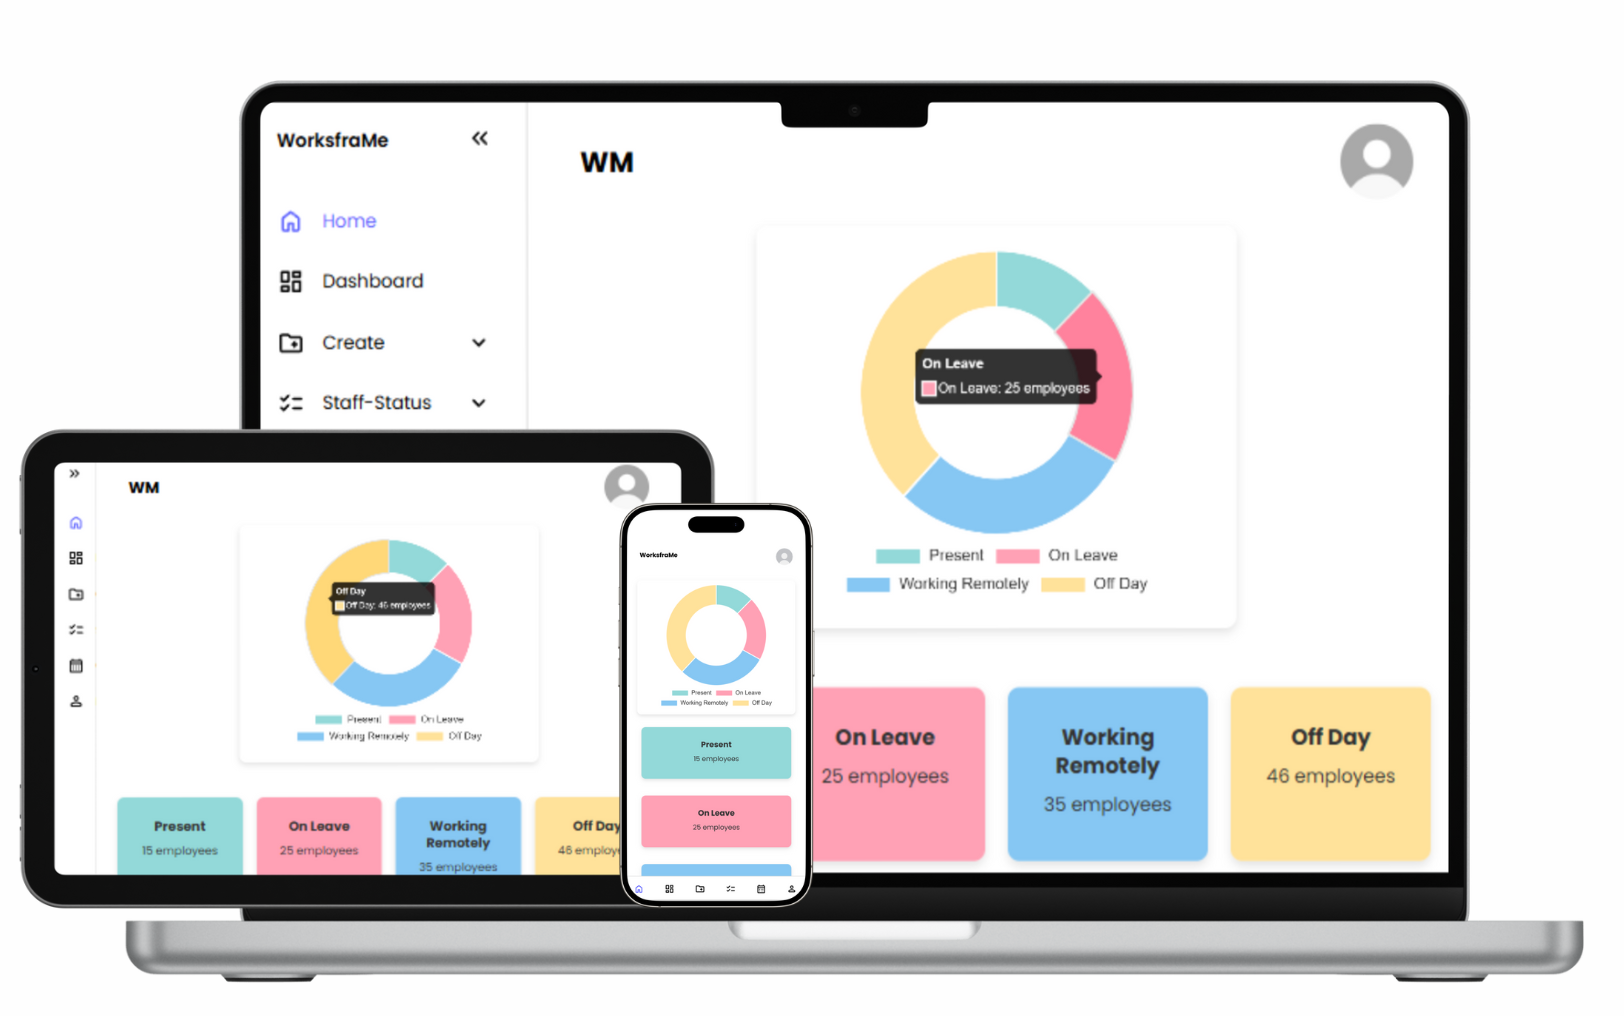 WorksfraMe
Home
Dashboard
Create
Staff-Status
WM
On Leave
On Leave: 25 employees
Present On Leave
Working Remotely Off Day
On Leave
25 employees
Working
Remotely
35 employees
Off Day
46 employees
WM
Off Day
Off Day: 46 employees
Present On Leave
Working Remotely Off Day
Present
15 employees
On Leave
25 employees
Working
Remotely
35 employees
Off Day
46 employe
WorksfraMe
Present On Leave
Working Remotely Off Day
Present
15 employees
On Leave
25 employees